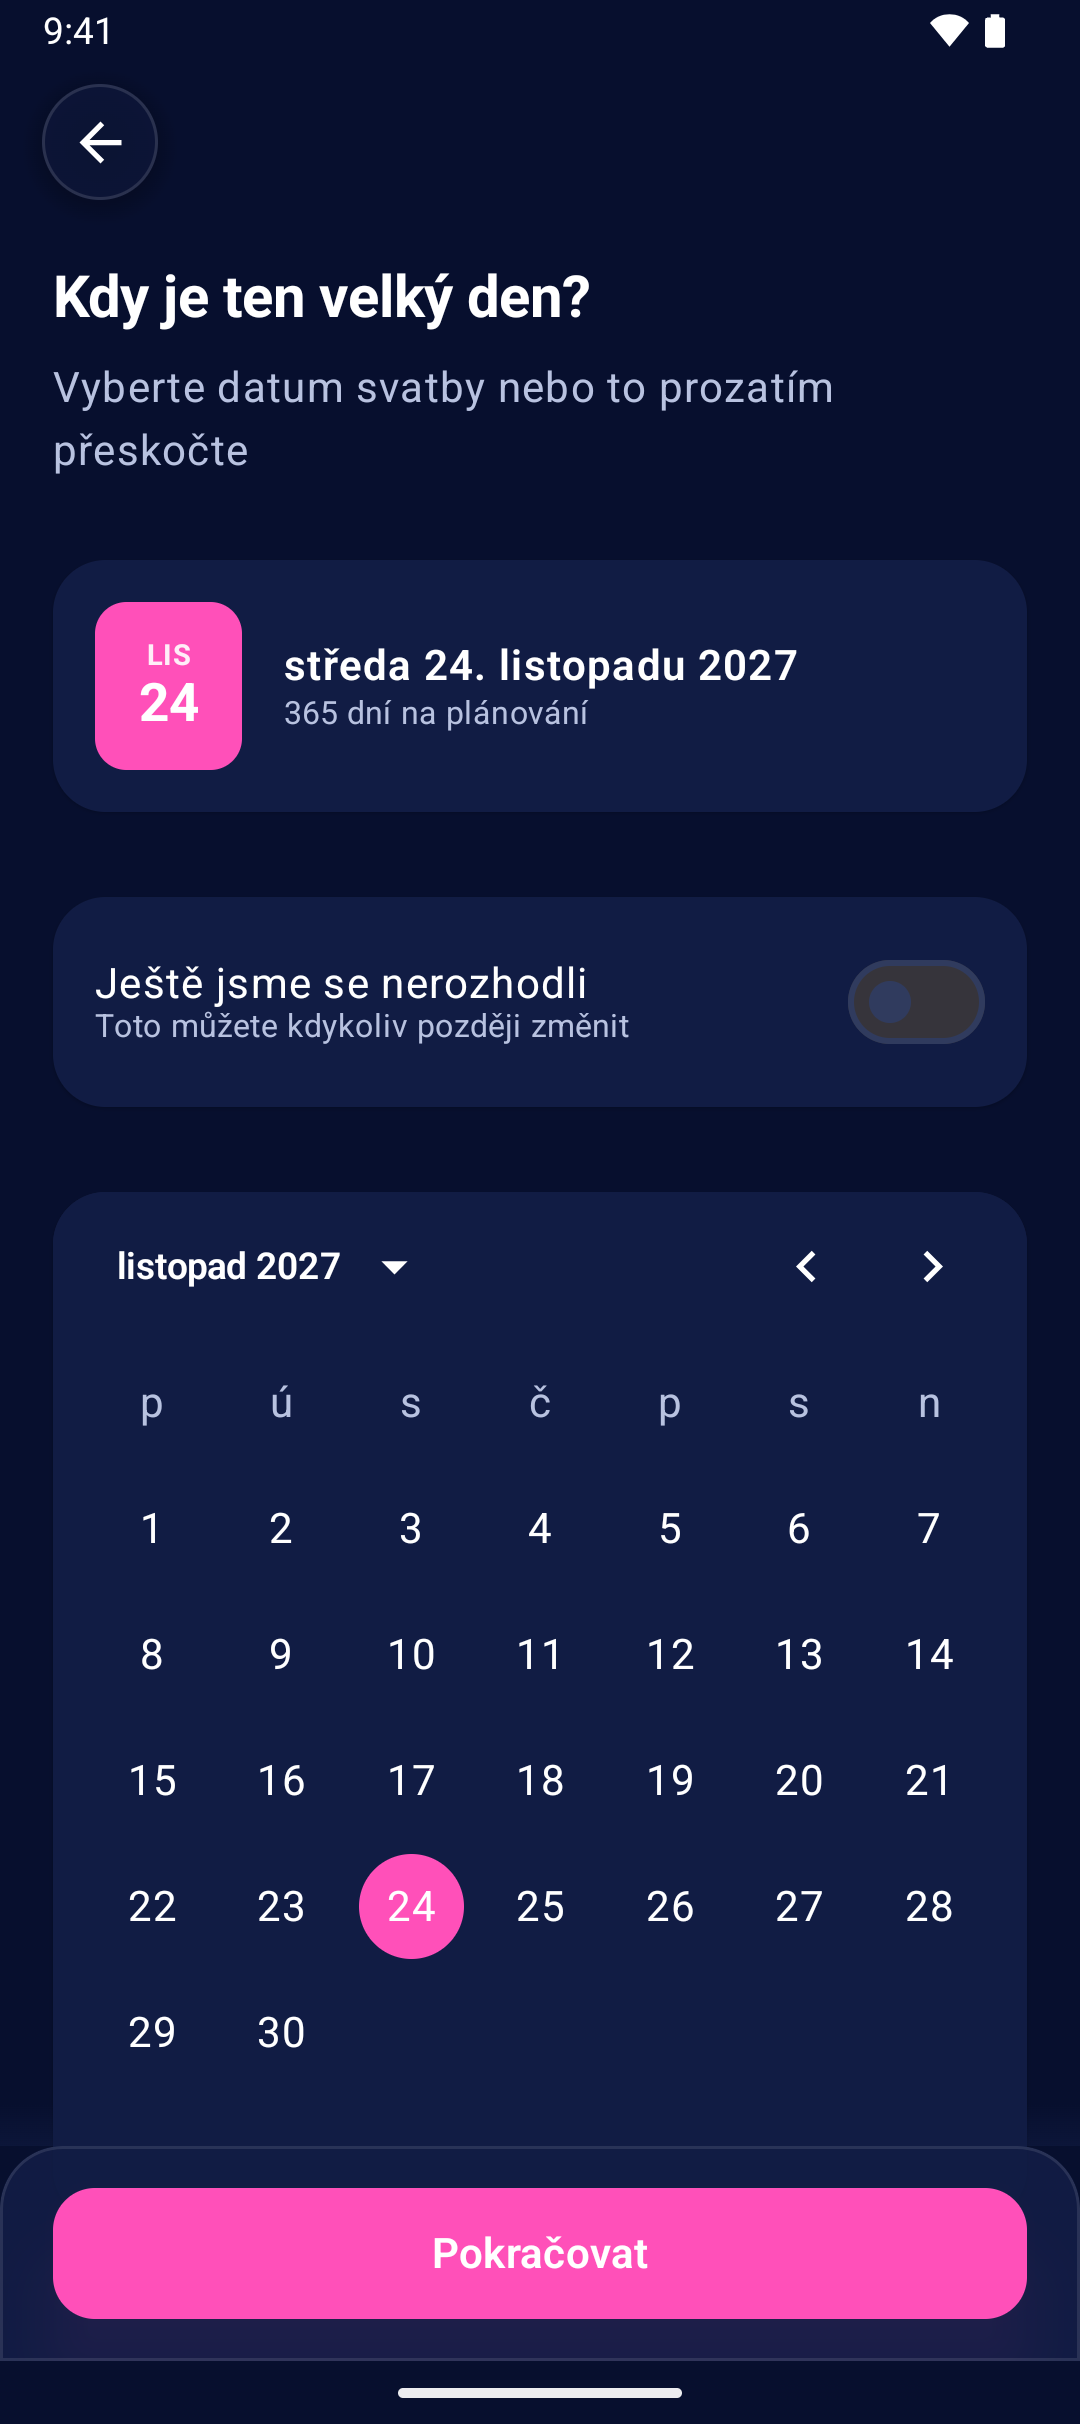 9:41
Kdy je ten velký den?
Vyberte datum svatby nebo to prozatím
přeskočte
LIS
24
středa 24. listopadu 2027
365 dní na plánování
Ještě jsme se nerozhodli
Toto můžete kdykoliv později změnit
listopad 2027
p ú s č p s n
1 2 3 4 5 6 7
8 9 10 11 12 13 14
15 16 17 18 19 20 21
22 23 24 25 26 27 28
29 30
Pokračovat